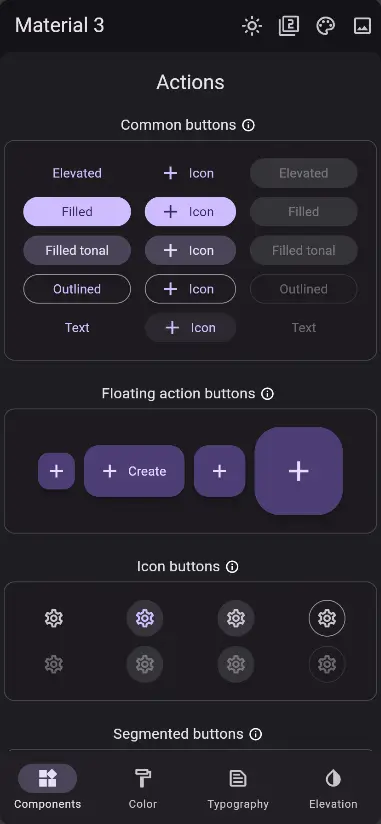 Material 3
Actions
Common buttons
Elevated Icon Elevated
Filled Icon Filled
Filled tonal Icon Filled tonal
Outlined Icon Outlined
Text Icon Text
Floating action buttons
Create
Icon buttons
Segmented buttons
Components Color Typography Elevation